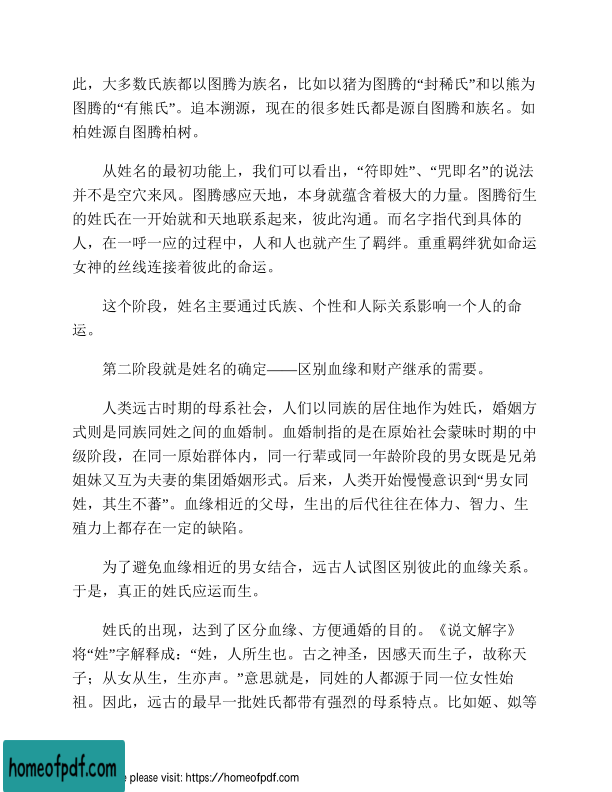 此，大多数氏族都以图腾为族名，比如以猪为图腾的“封豨氏”和以熊为
图腾的“有熊氏”。追本溯源，现在的很多姓氏都是源自图腾和族名。如
柏姓源自图腾柏树。
从姓名的最初功能上，我们可以看出，“符即姓”、“咒即名”的说法
并不是空穴来风。图腾感应天地，本身就蕴含着极大的力量。图腾衍生
的姓氏在一开始就和天地联系起来，彼此沟通。而名字指代到具体的
人，在一呼一应的过程中，人和人也就产生了羁绊。重重羁绊犹如命运
女神的丝线连接着彼此的命运。
这个阶段，姓名主要通过氏族、个性和人际关系影响一个人的命
运。
第二阶段就是姓名的确定——区别血缘和财产继承的需要。
人类远古时期的母系社会，人们以同族的居住地作为姓氏，婚姻方
式则是同族同姓之间的血婚制。血婚制指的是在原始社会蒙昧时期的中
级阶段，在同一原始群体内，同一行辈或同一年龄阶段的男女既是兄弟
姐妹又互为夫妻的集团婚姻形式。后来，人类开始慢慢意识到“男女同
姓，其生不蕃”。血缘相近的父母，生出的后代往往在体力、智力、生
殖力上都存在一定的缺陷。
为了避免血缘相近的男女结合，远古人试图区别彼此的血缘关系。
于是，真正的姓氏应运而生。
姓氏的出现，达到了区分血缘、方便通婚的目的。《说文解字》
将“姓”字解释成：“姓，人所生也。古之神圣，因感天而生子，故称天
子；从女从生，生亦声。”意思就是，同姓的人都源于同一位女性始
祖。因此，远古的最早一批姓氏都带有强烈的母系特点。比如姬、姒等
homeofpdf.com
e please visit: https://homeofpdf.com